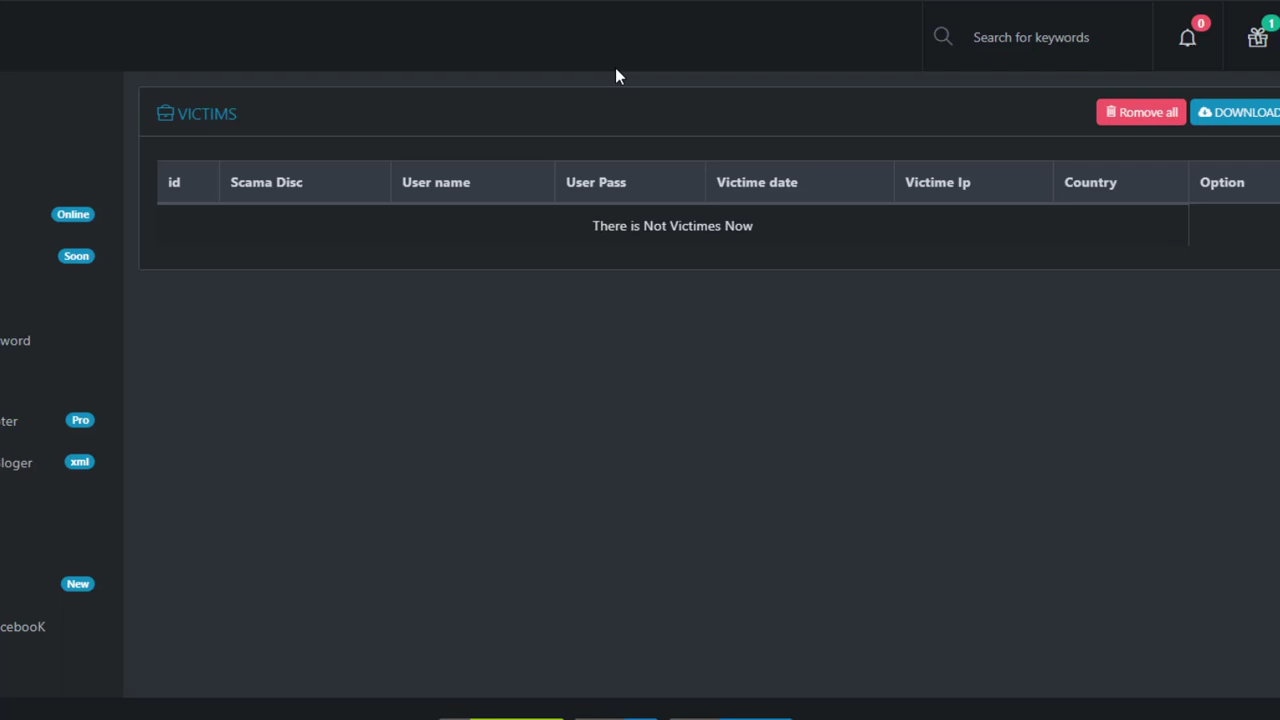 Search for keywords
0
1
VICTIMS
Romove all
DOWNLOAD
id Scama Disc User name User Pass Victime date Victime Ip Country Option
There is Not Victimes Now
Online
Soon
word
ter Pro
loger xml
New
cebooK